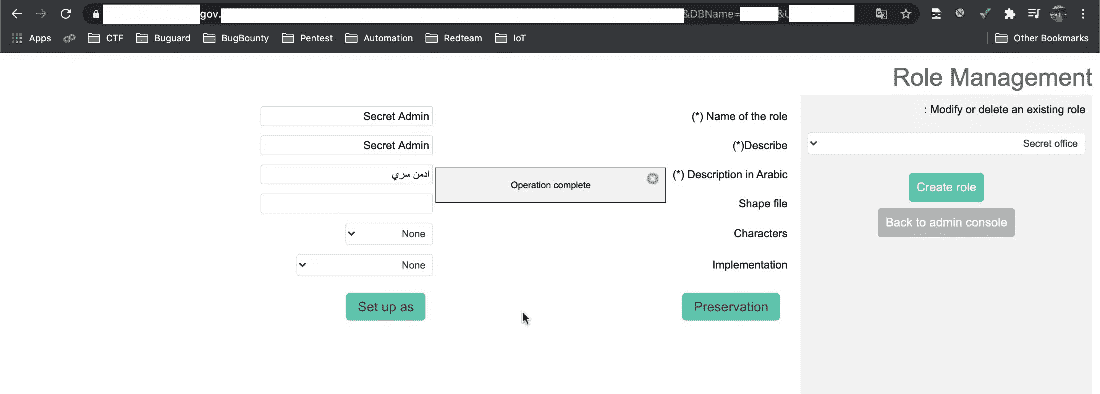 gov.
&DBName=
&U
Apps
CTF
Buguard
BugBounty
Pentest
Automation
Redteam
IoT
Other Bookmarks
Role Management
: Modify or delete an existing role
Secret office
Create role
Back to admin console
Secret Admin
(*) Name of the role
Secret Admin
(*)Describe
ادمن سري
(*) Description in Arabic
Operation complete
Shape file
None
Characters
None
Implementation
Set up as
Preservation